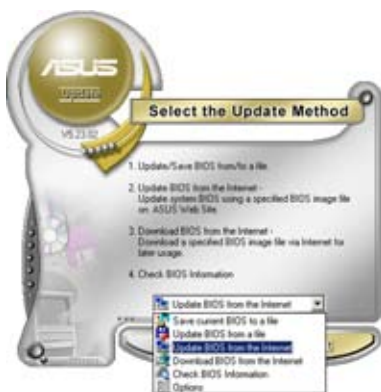 ASUS
Update
V5.23.02
Select the Update Method
1. Update/Save BIOS from/to a file.
2. Update BIOS from the Internet -
Update system BIOS using a specified BIOS image file
on ASUS Web Site.
3. Download BIOS from the Internet -
Download a specified BIOS image file via Internet for
later usage.
4. Check BIOS Information
Update BIOS from the Internet
Save current BIOS to a file
Update BIOS from a file
Update BIOS from the Internet
Download BIOS from the Internet
Check BIOS Information
Options